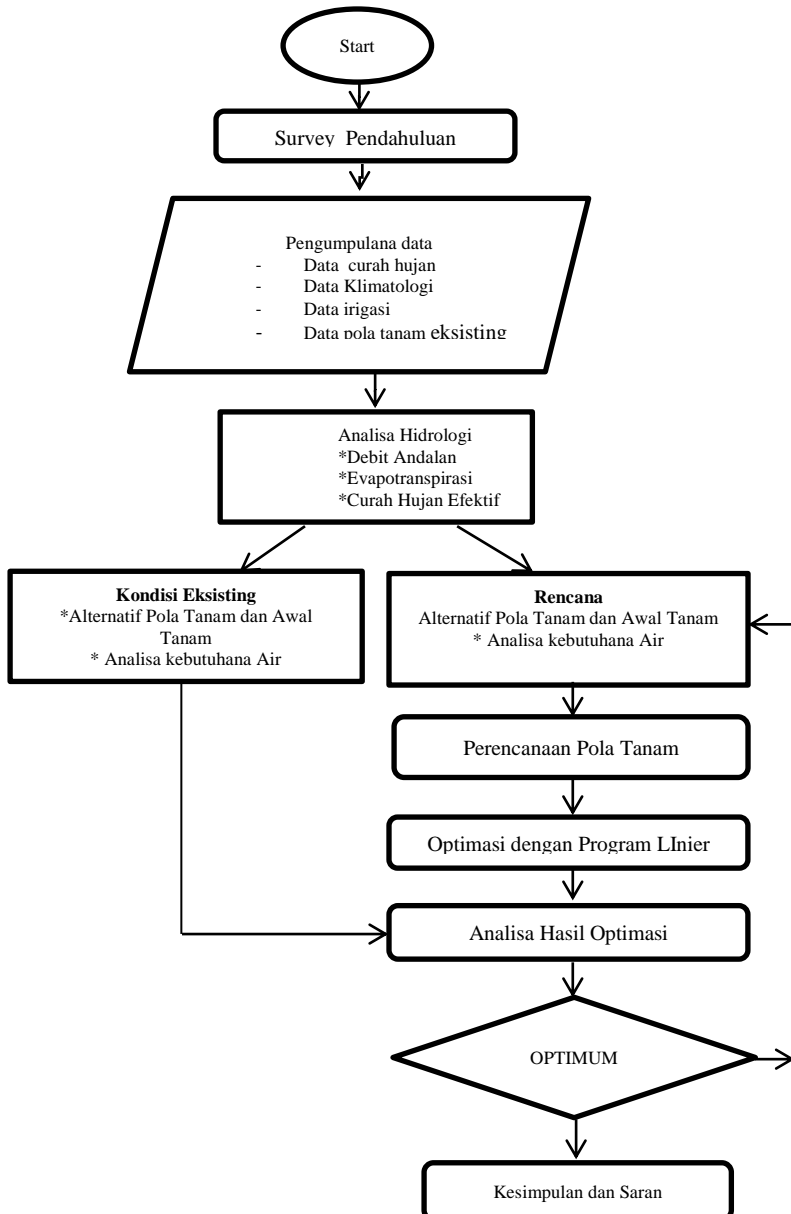 Start
Survey Pendahuluan
Pengumpulana data
- Data curah hujan
- Data Klimatologi
- Data irigasi
- Data pola tanam eksisting
Analisa Hidrologi
*Debit Andalan
*Evapotranspirasi
*Curah Hujan Efektif
Kondisi Eksisting
*Alternatif Pola Tanam dan Awal
Tanam
* Analisa kebutuhana Air
Rencana
Alternatif Pola Tanam dan Awal Tanam
* Analisa kebutuhana Air
Perencanaan Pola Tanam
Optimasi dengan Program LInier
Analisa Hasil Optimasi
OPTIMUM
Kesimpulan dan Saran